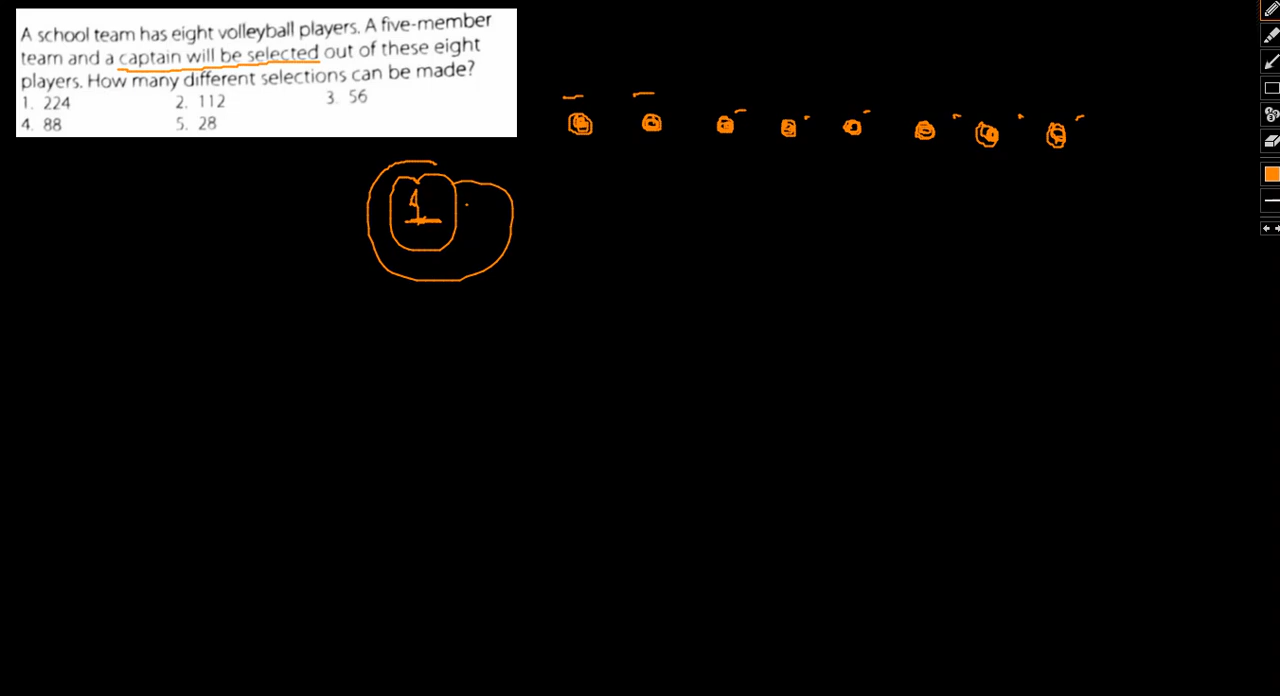 A school team has eight volleyball players. A five-member
team and a captain will be selected out of these eight
players. How many different selections can be made?
1. 224 2. 112 3. 56
4. 88 5. 28
1